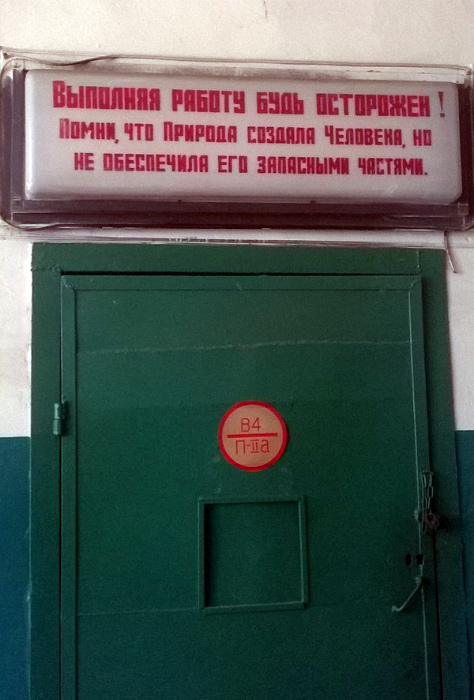 Выполняя работу будь осторожен!
Помни, что Природа создала Человека, но
не обеспечила его запасными частями.
В4
П-IIа